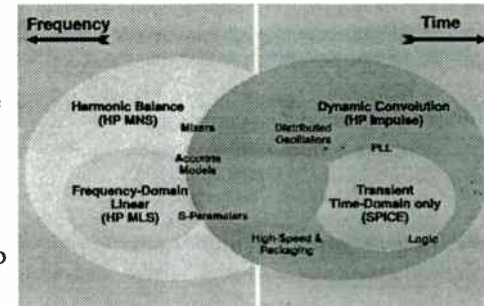 Frequency
Time
Harmonic Balance
(HP MNS)
Mixers
Accurate
Models
Frequency-Domain
Linear
(HP MLS)
S-Parameters
Dynamic Convolution
(HP Impulse)
Distributed
Oscillators
PLL
Transient
Time-Domain only
(SPICE)
High-Speed &
Packaging
Logic